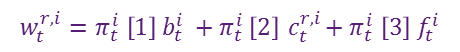 w_t^{r,i} = π_t^i [1] b_t^i + π_t^i [2] c_t^{r,i} + π_t^i [3] f_t^i